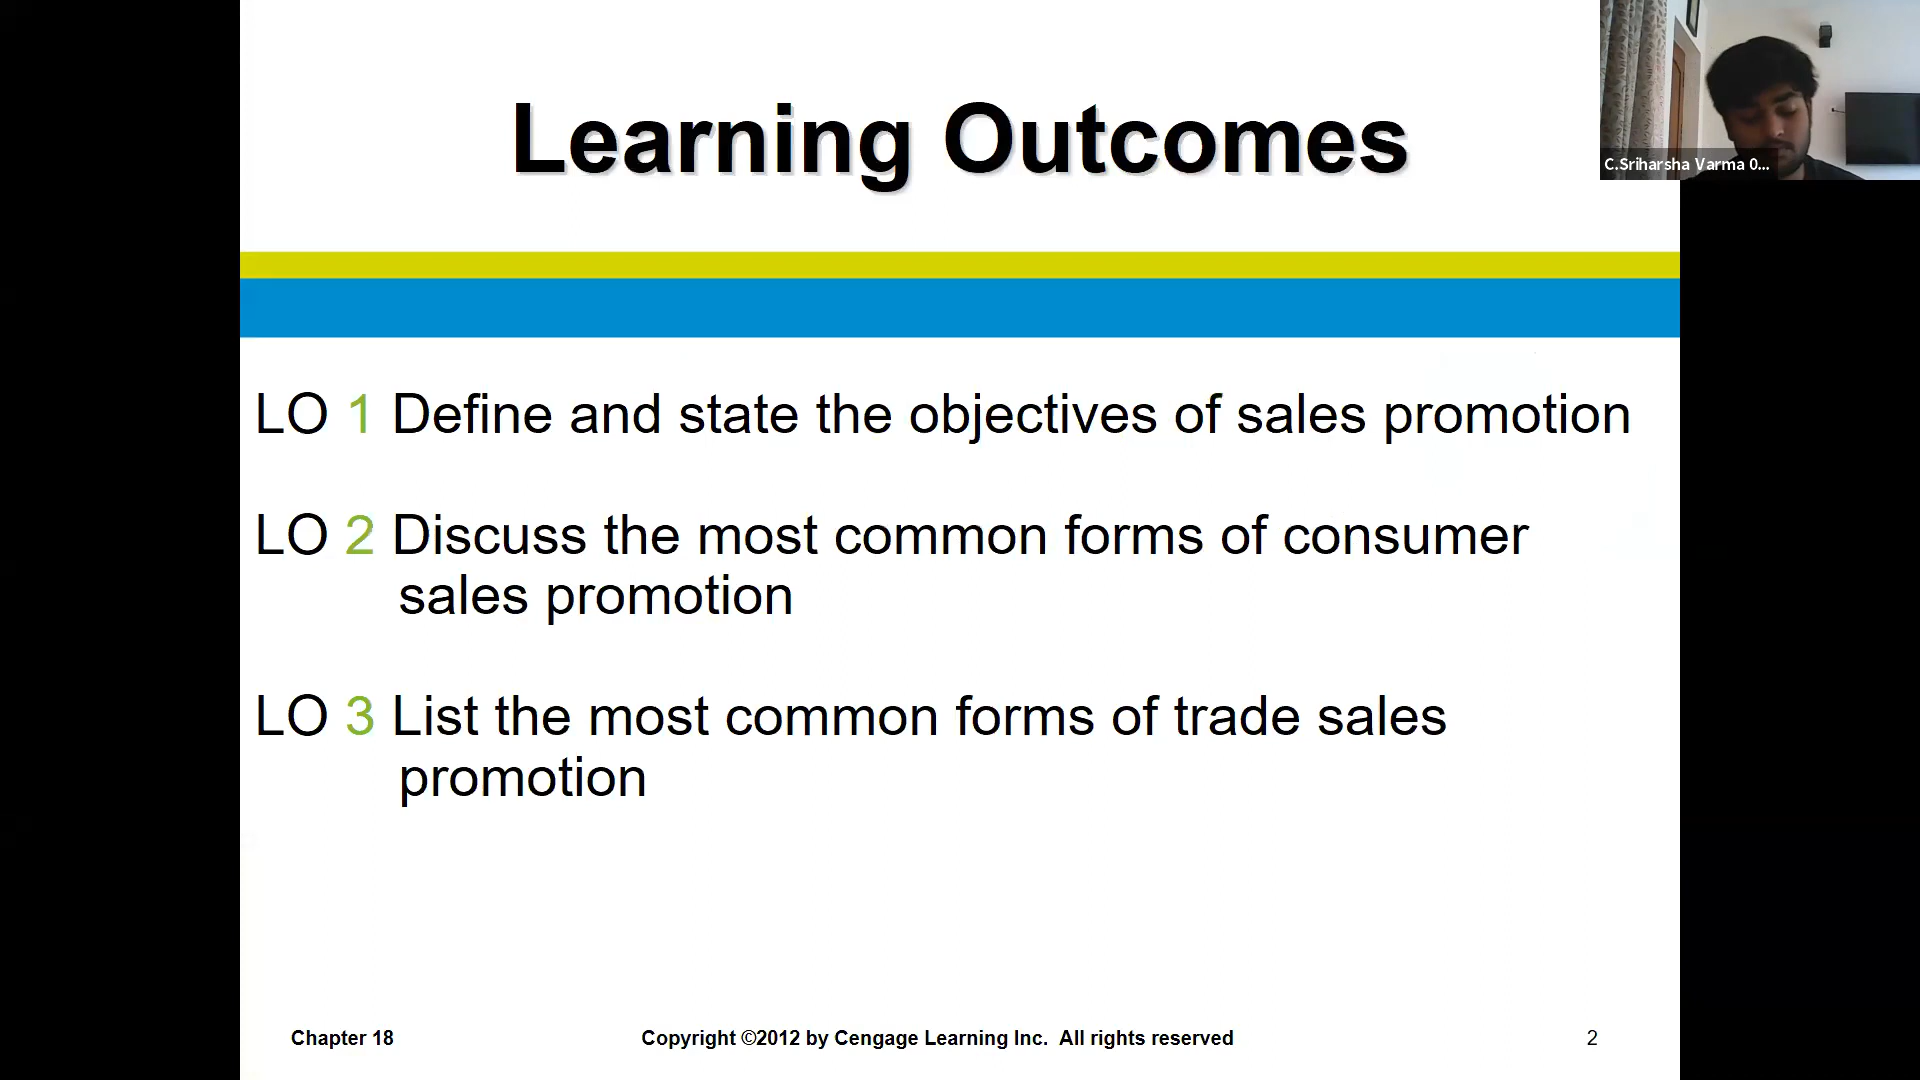 Learning Outcomes
C.Sriharsha Varma 0...
LO 1 Define and state the objectives of sales promotion
LO 2 Discuss the most common forms of consumer
sales promotion
LO 3 List the most common forms of trade sales
promotion
Chapter 18 Copyright ©2012 by Cengage Learning Inc. All rights reserved 2